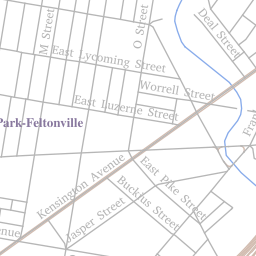 Deal Street
O Street
M Street
East Lycoming Street
Worrell Street
East Luzerne Street
Park-Feltonville
Kensington Avenue
East Pike Street
Buckius Street
Jasper Street